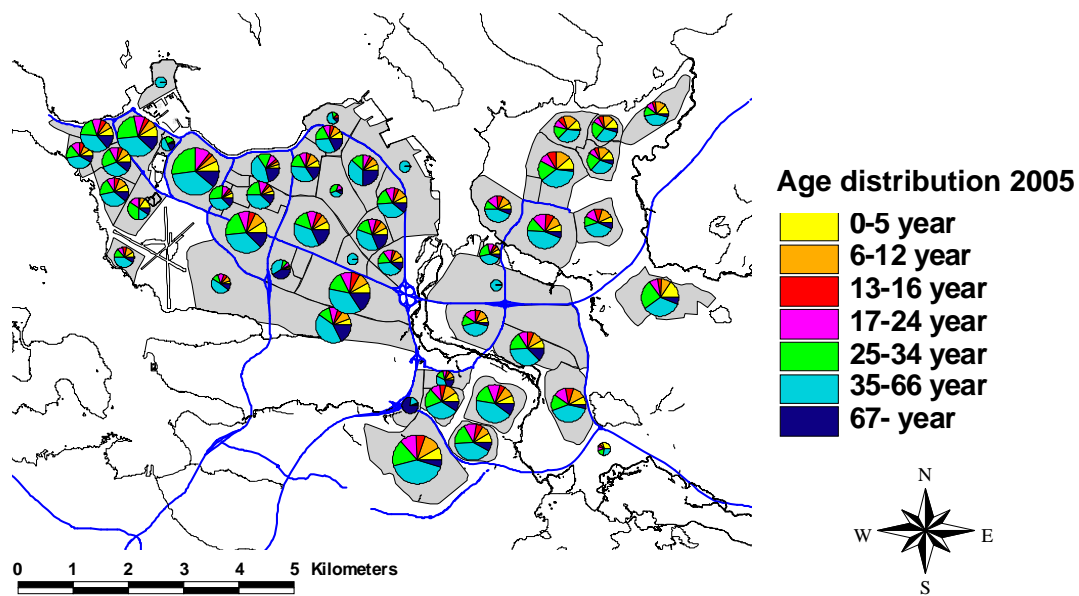 Age distribution 2005
0-5 year
6-12 year
13-16 year
17-24 year
25-34 year
35-66 year
67- year
N
W E
S
0 1 2 3 4 5 Kilometers